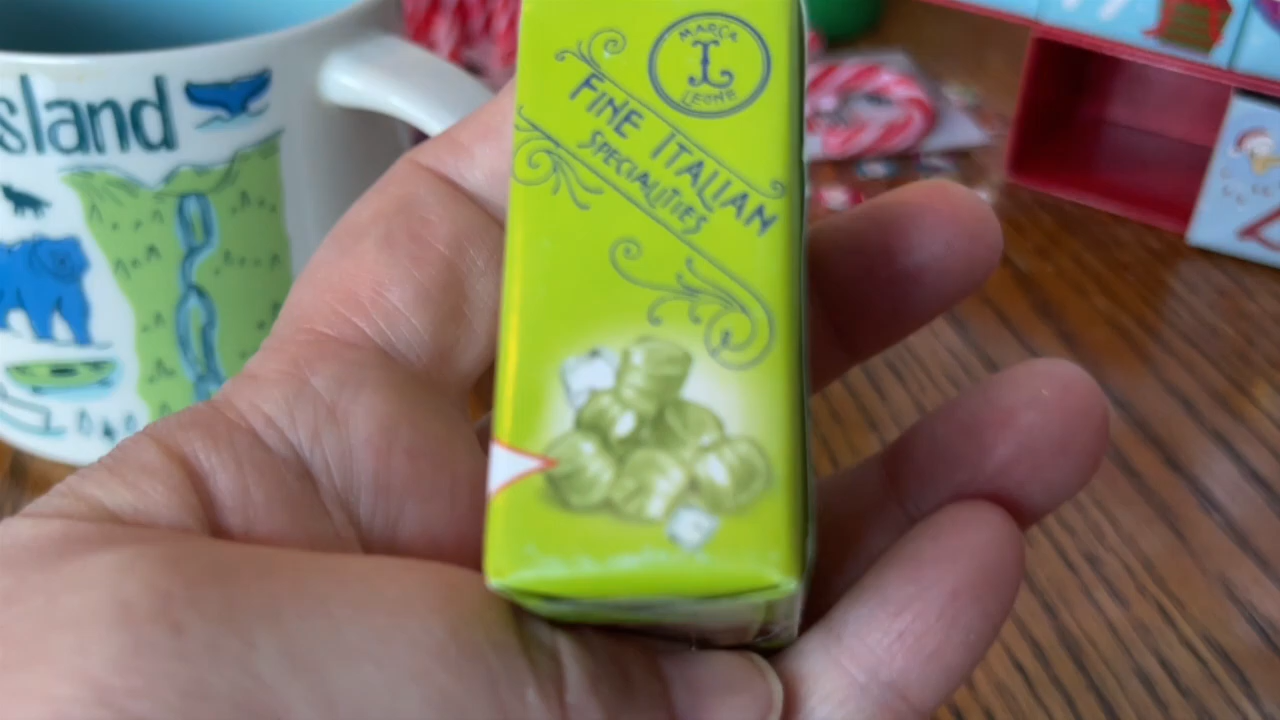 sland
MARCA
L
LEONE
FINE ITALIAN
SPECIALITIES